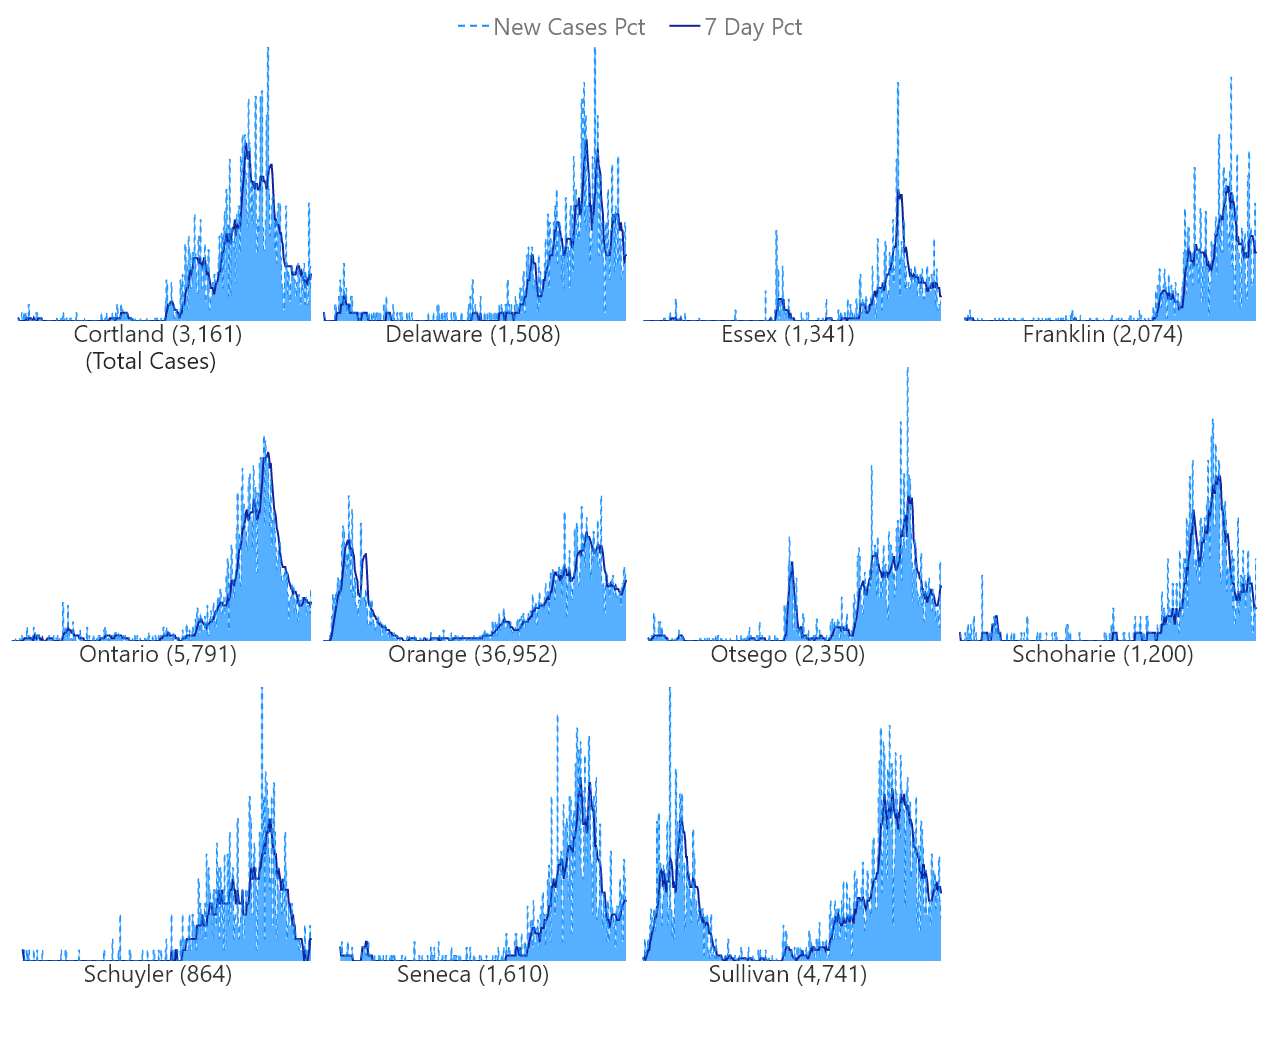 New Cases Pct 7 Day Pct
Cortland (3,161) Delaware (1,508) Essex (1,341) Franklin (2,074)
(Total Cases)
Ontario (5,791) Orange (36,952) Otsego (2,350) Schoharie (1,200)
Schuyler (864) Seneca (1,610) Sullivan (4,741)